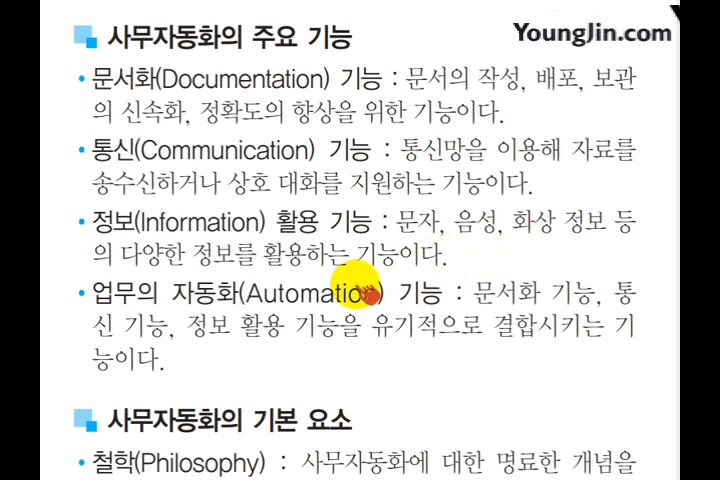 YoungJin.com
사무자동화의 주요 기능
• 문서화(Documentation) 기능 : 문서의 작성, 배포, 보관
의 신속화, 정확도의 향상을 위한 기능이다.
• 통신(Communication) 기능 : 통신망을 이용해 자료를
송수신하거나 상호 대화를 지원하는 기능이다.
• 정보(Information) 활용 기능 : 문자, 음성, 화상 정보 등
의 다양한 정보를 활용하는 기능이다.
• 업무의 자동화(Automation) 기능 : 문서화 기능, 통
신 기능, 정보 활용 기능을 유기적으로 결합시키는 기
능이다.
사무자동화의 기본 요소
• 철학(Philosophy) : 사무자동화에 대한 명료한 개념을